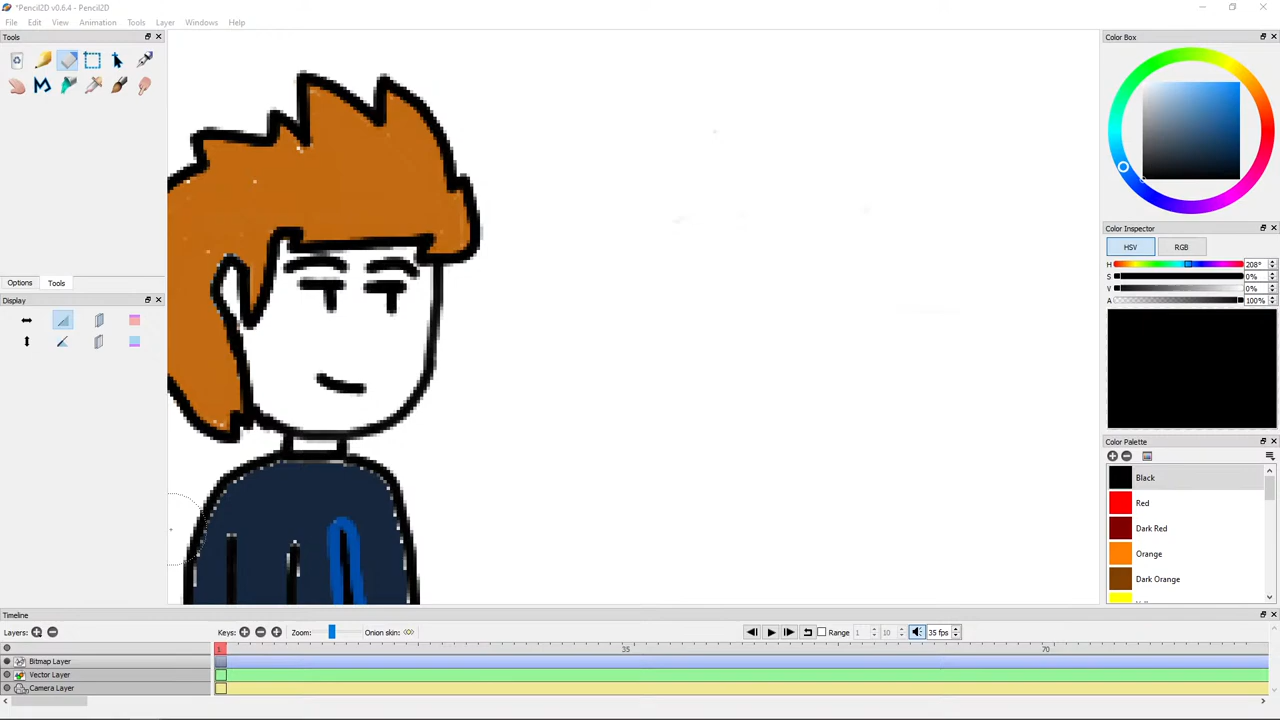 *Pencil2D v0.6.4 - Pencil2D
File Edit View Animation Tools Layer Windows Help
Tools
Options Tools
Display
Color Box
Color Inspector
HSV RGB
H 208°
S 0%
V 0%
A 100%
Color Palette
Black
Red
Dark Red
Orange
Dark Orange
Timeline
Layers: Keys: Zoom: Onion skin: Range 1 10 35 fps
1 35 70
Bitmap Layer
Vector Layer
Camera Layer